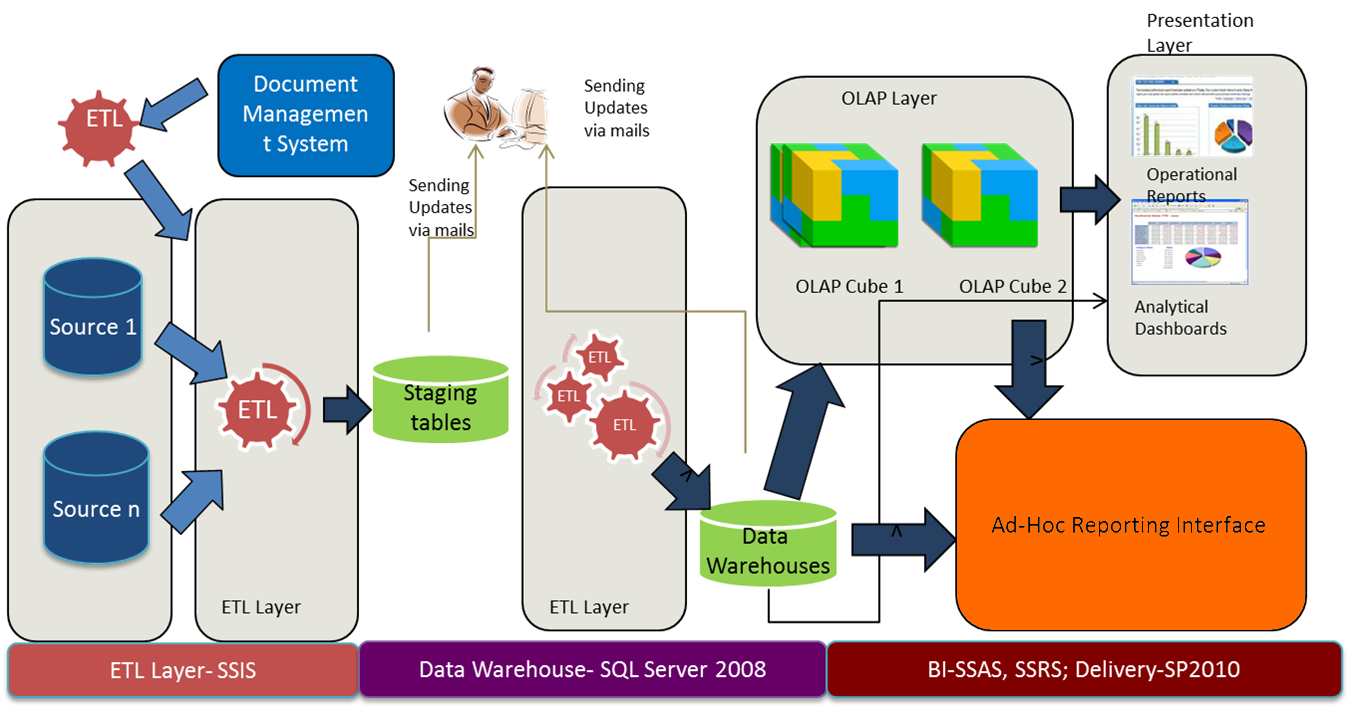 Presentation
Layer
Document
Managemen
t System
ETL
Sending
Updates
via mails
OLAP Layer
Sending
Updates
via mails
Operational
Reports
OLAP Cube 1
OLAP Cube 2
Analytical
Dashboards
Source 1
ETL
Staging
tables
ETL
ETL
ETL
Source n
Data
Warehouses
Ad-Hoc Reporting Interface
ETL Layer
ETL Layer
ETL Layer- SSIS
Data Warehouse- SQL Server 2008
BI-SSAS, SSRS; Delivery-SP2010